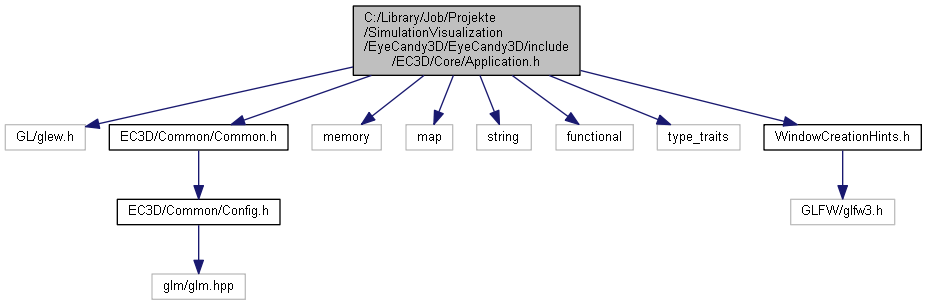 C:/Library/Job/Projekte
/SimulationVisualization
/EyeCandy3D/EyeCandy3D/include
/EC3D/Core/Application.h
GL/glew.h
EC3D/Common/Common.h
memory
map
string
functional
type_traits
WindowCreationHints.h
EC3D/Common/Config.h
GLFW/glfw3.h
glm/glm.hpp